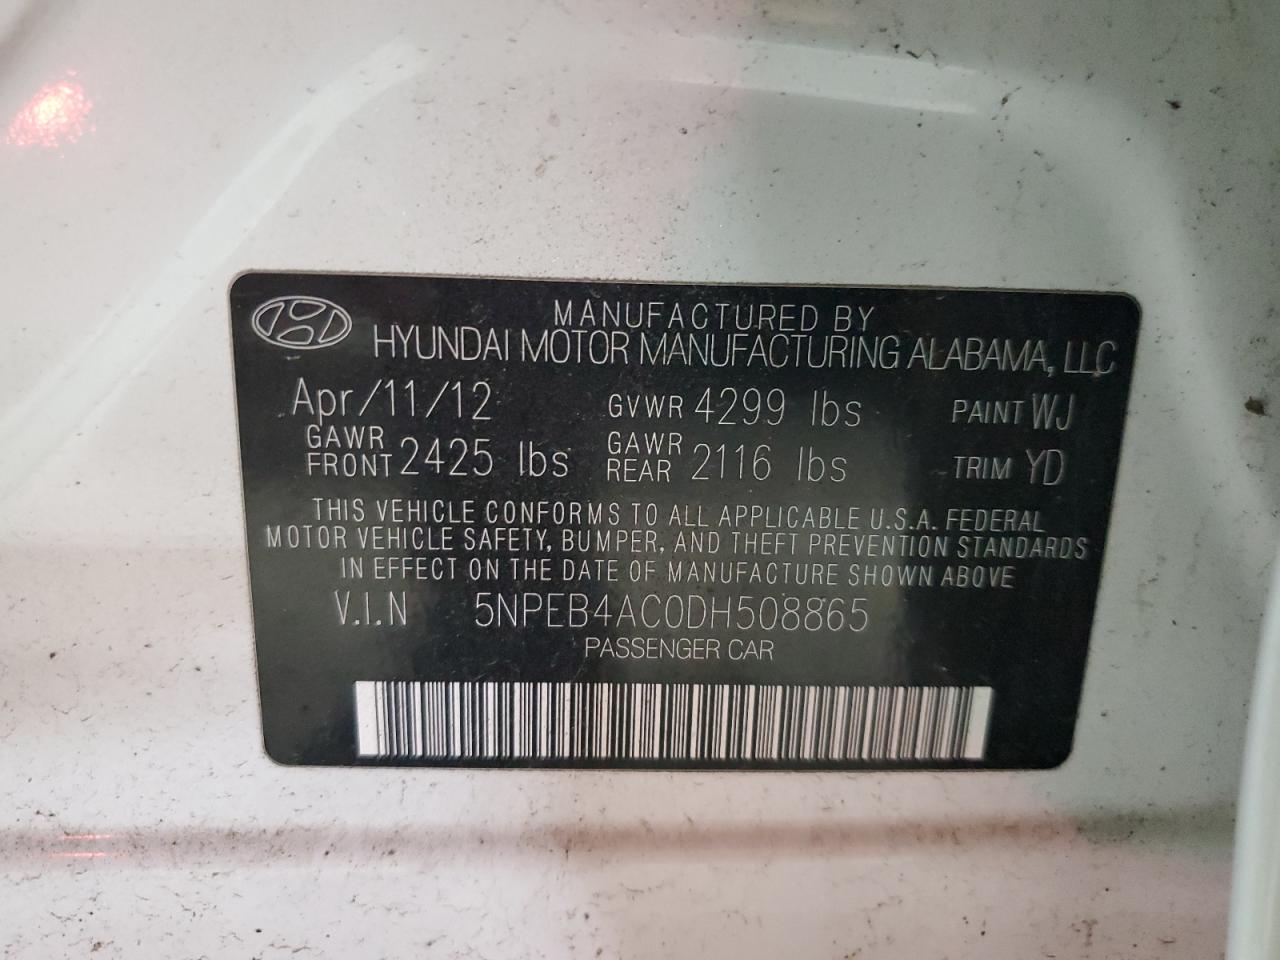 MANUFACTURED BY
HYUNDAI MOTOR MANUFACTURING ALABAMA, LLC
Apr/11/12 GVWR 4299 lbs PAINT WJ
GAWR FRONT 2425 lbs GAWR REAR 2116 lbs TRIM YD
THIS VEHICLE CONFORMS TO ALL APPLICABLE U.S.A. FEDERAL
MOTOR VEHICLE SAFETY, BUMPER, AND THEFT PREVENTION STANDARDS
IN EFFECT ON THE DATE OF MANUFACTURE SHOWN ABOVE
V.I.N 5NPEB4AC0DH508865
PASSENGER CAR